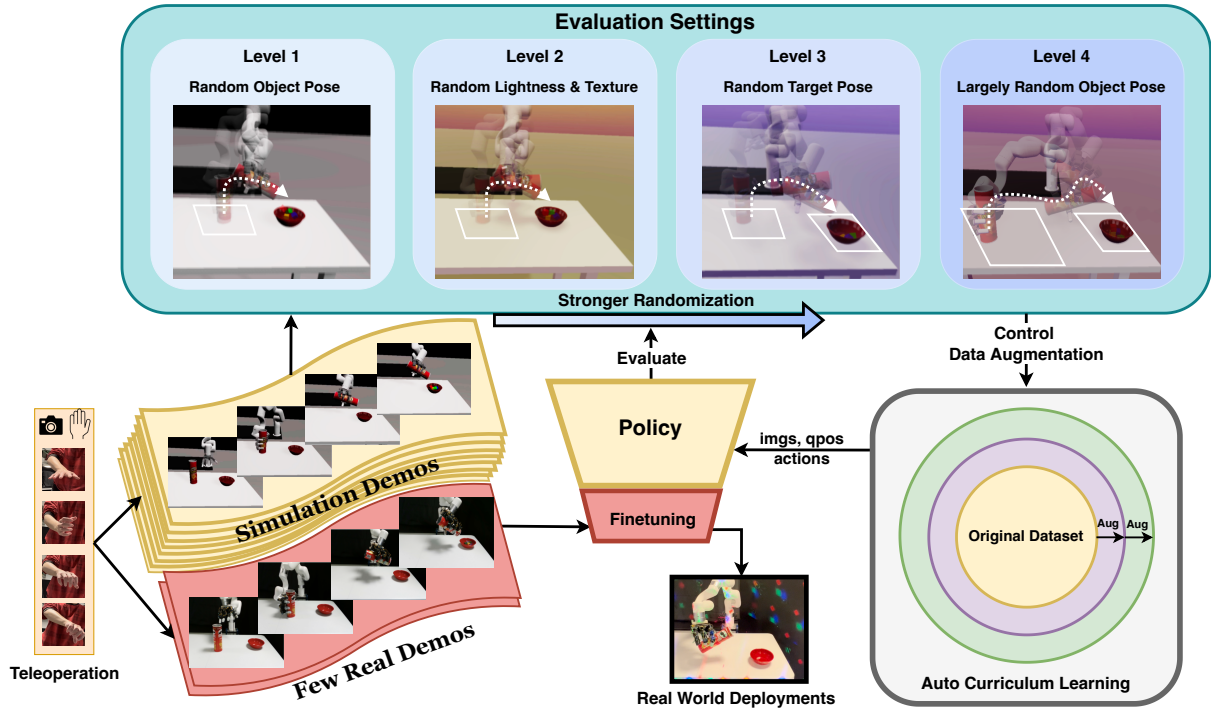 Evaluation Settings
Level 1
Random Object Pose
Level 2
Random Lightness & Texture
Level 3
Random Target Pose
Level 4
Largely Random Object Pose
Stronger Randomization
Evaluate
Control
Data Augmentation
Simulation Demos
Few Real Demos
Teleoperation
Policy
Finetuning
imgs, qpos
actions
Real World Deployments
Original Dataset
Aug
Aug
Auto Curriculum Learning